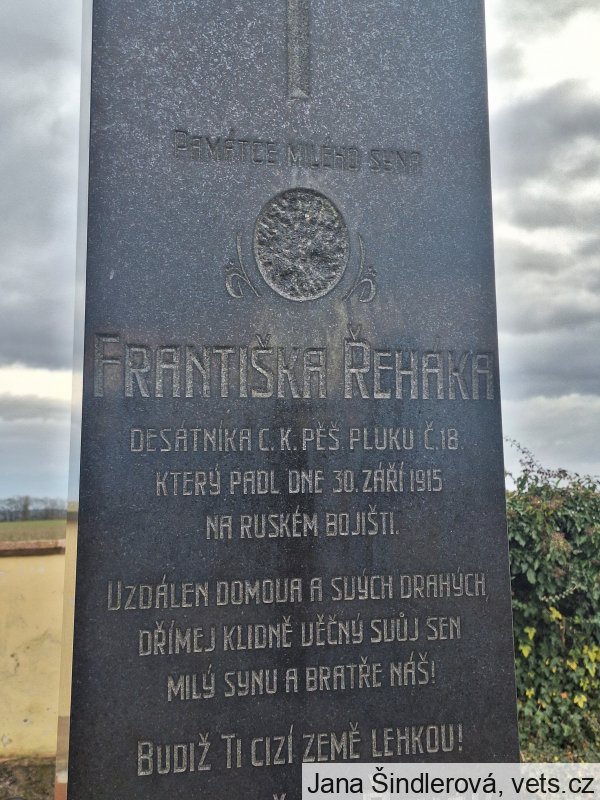 PAMÁTCE MILÉHO SYNA
FRANTIŠKA ŘEHÁKA
DESÁTNÍKA C. K. PĚŠ PLUKU Č. 18.
KTERÝ PADL DNE 30. ZÁŘÍ 1915
NA RUSKÉM BOJIŠTI.
UZDÁLEN DOMOVA A SVÝCH DRAHÝCH,
DŘÍMEJ KLIDNĚ VĚČNÝ SVŮJ SEN
MILÝ SYNU A BRATŘE NÁŠ!
BUDIŽ TI CIZÍ ZEMĚ LEHKOU!
Jana Šindlerová, vets.cz